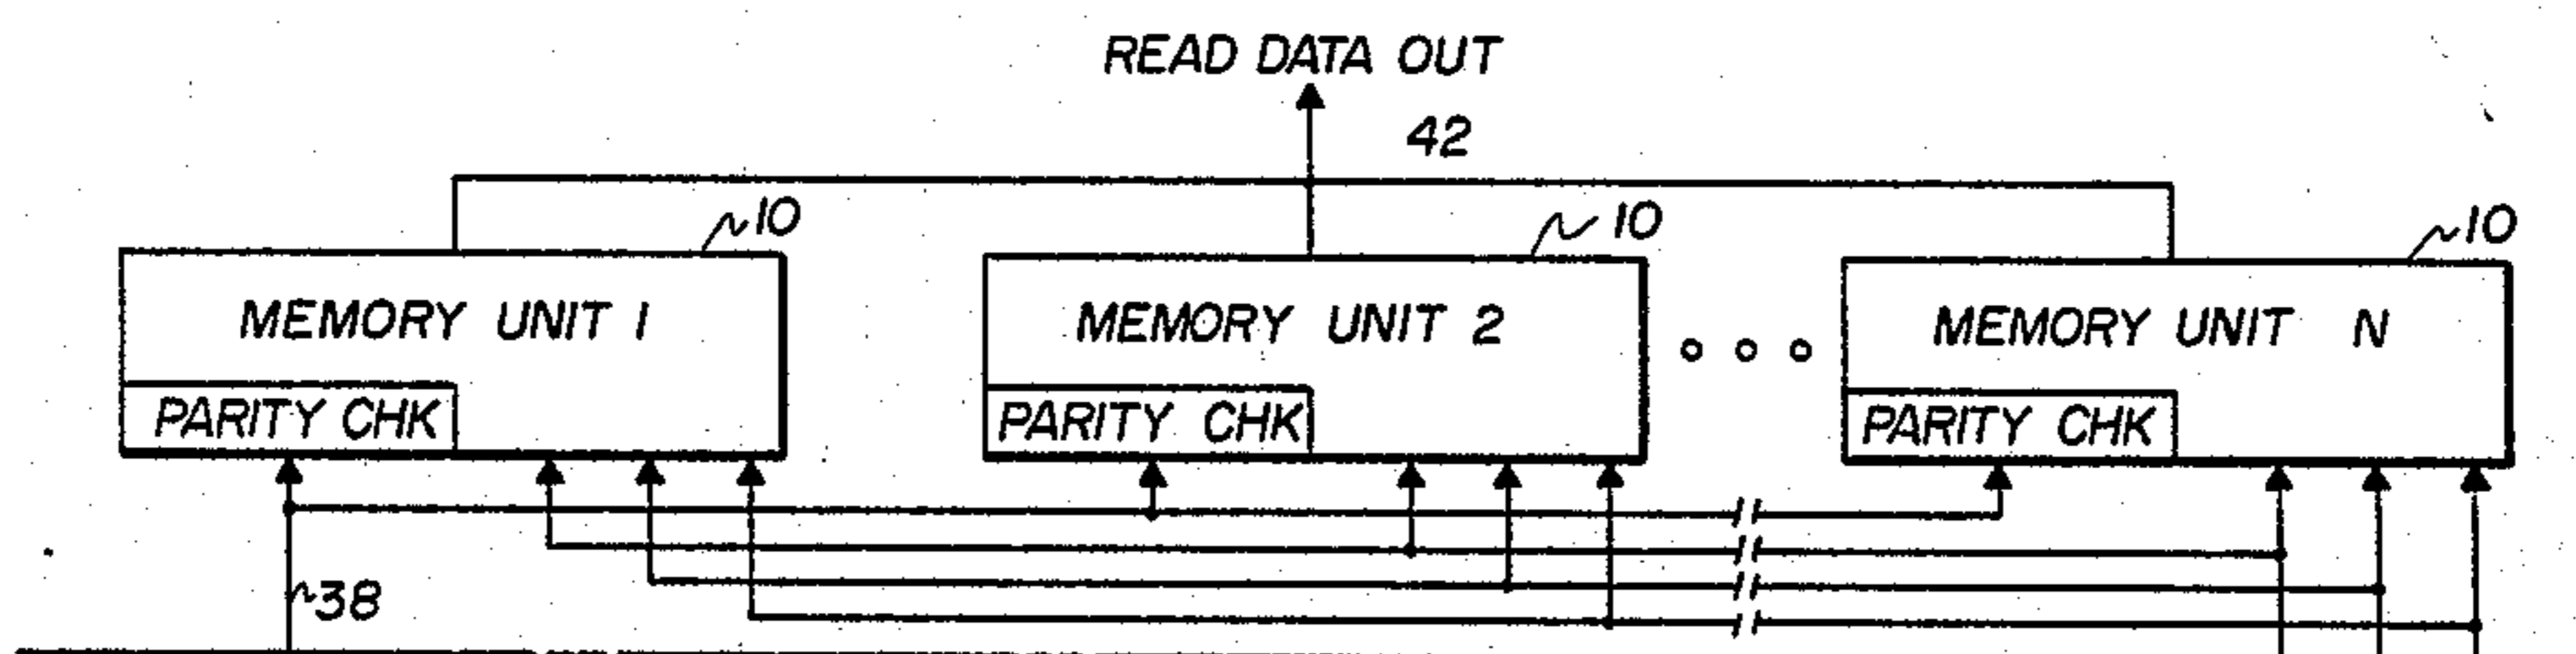 READ DATA OUT
42
10
10
10
MEMORY UNIT 1
MEMORY UNIT 2
MEMORY UNIT N
PARITY CHK
PARITY CHK
PARITY CHK
38